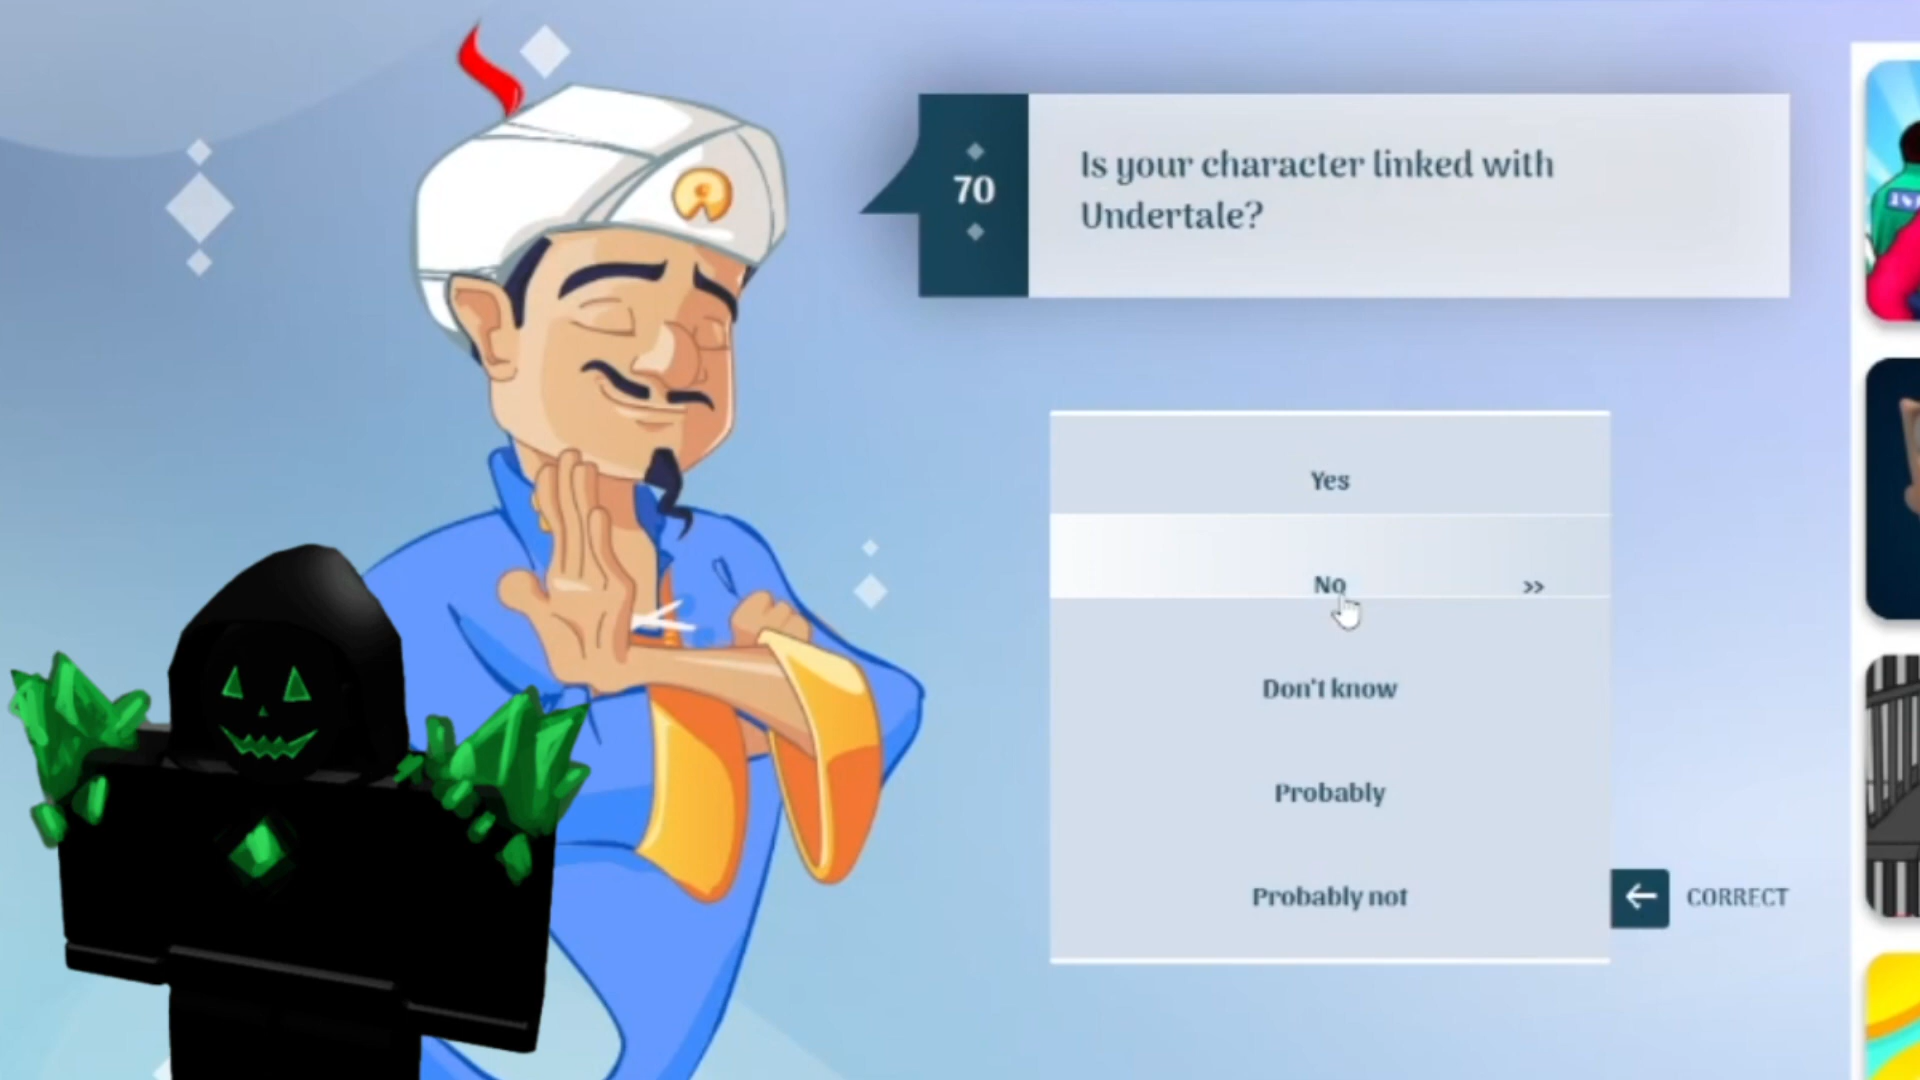 70
Is your character linked with
Undertale?
Yes
No
>>
Don't know
Probably
Probably not
CORRECT